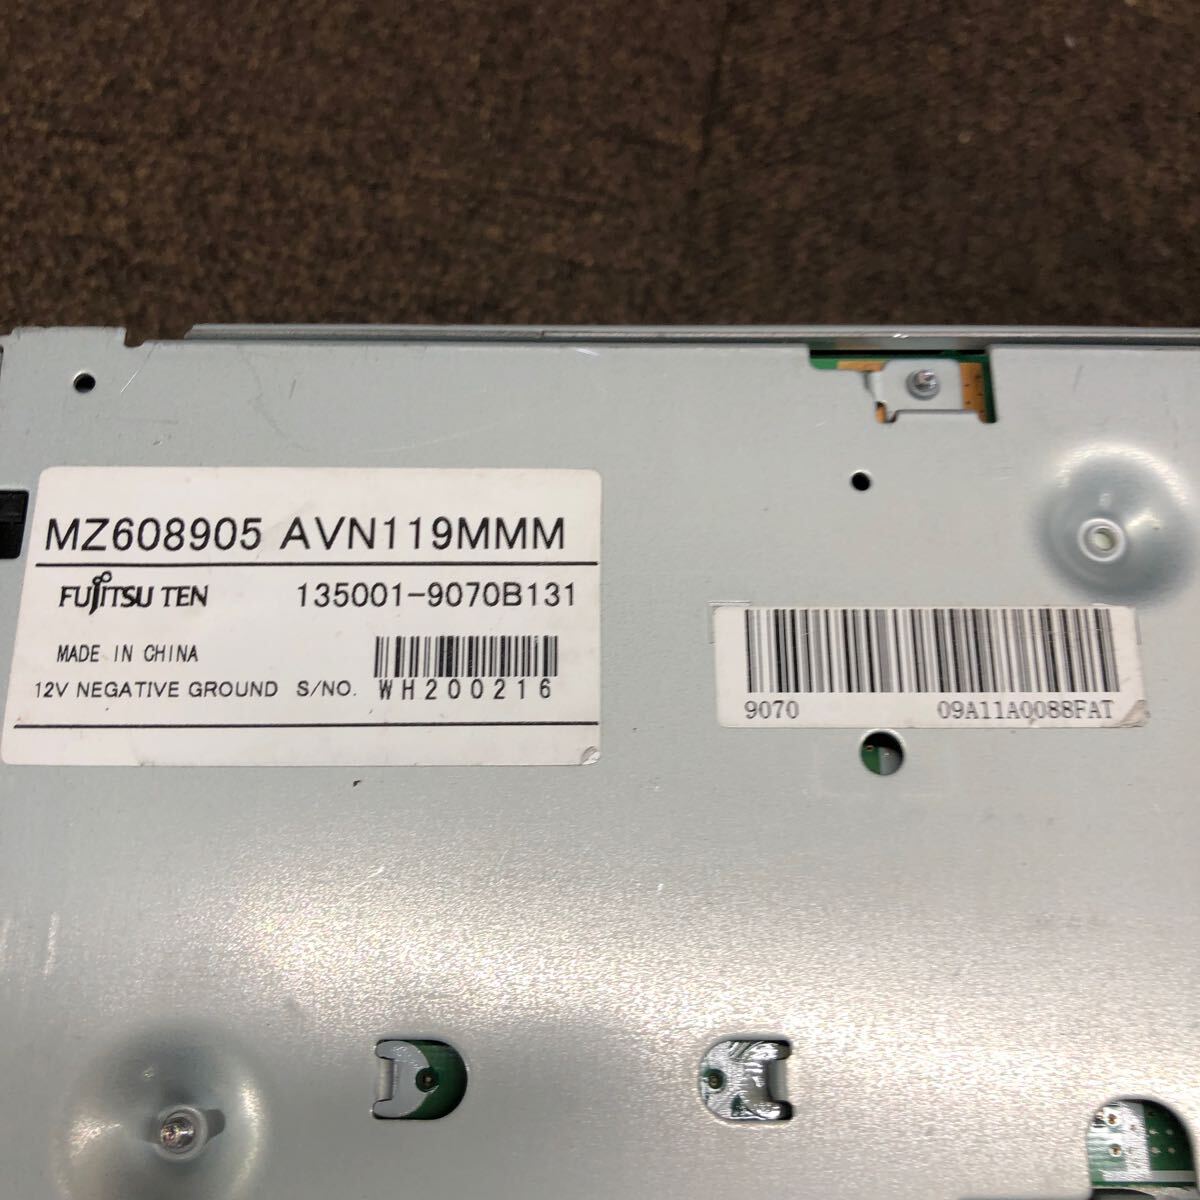 MZ608905 AVN119MMM
FUJITSU TEN 135001-9070B131
MADE IN CHINA
12V NEGATIVE GROUND S/NO. WH200216
9070 09A11A0088FAT